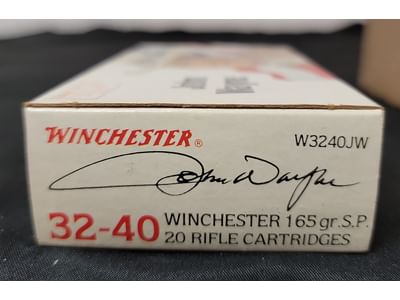 WINCHESTER® W3240JW
John Wayne
32-40 WINCHESTER 165 gr. S.P.
20 RIFLE CARTRIDGES